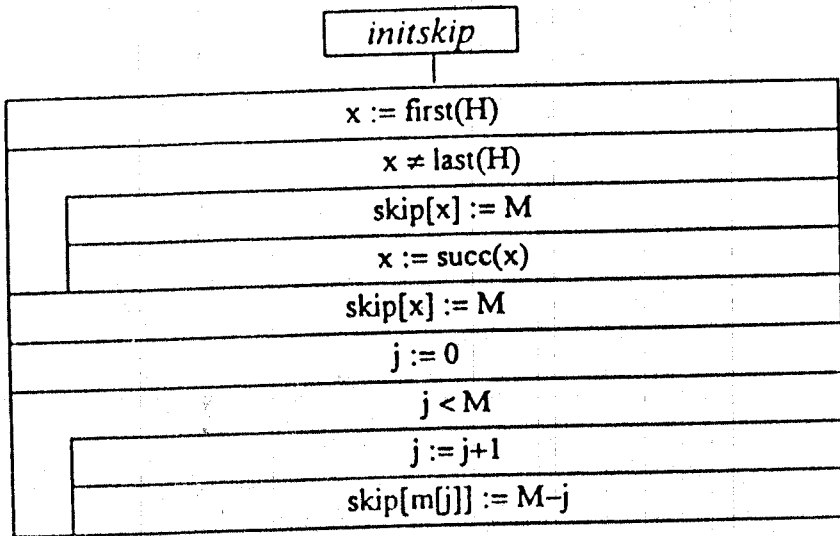 initskip
x := first(H)
x ≠ last(H)
skip[x] := M
x := succ(x)
skip[x] := M
j := 0
j < M
j := j+1
skip[m[j]] := M–j